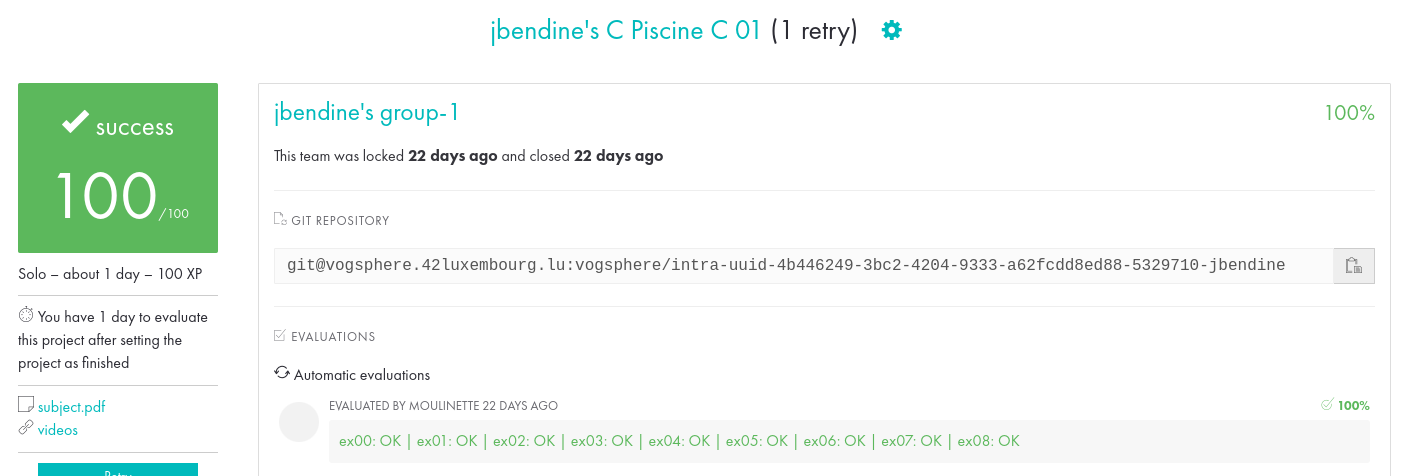 jbendine's C Piscine C 01 (1 retry)
success
100/100
Solo – about 1 day – 100 XP
You have 1 day to evaluate
this project after setting the
project as finished
subject.pdf
videos
Retry
jbendine's group-1
100%
This team was locked 22 days ago and closed 22 days ago
GIT REPOSITORY
git@vogsphere.42luxembourg.lu:vogsphere/intra-uuid-4b446249-3bc2-4204-9333-a62fcdd8ed88-5329710-jbendine
EVALUATIONS
Automatic evaluations
EVALUATED BY MOULINETTE 22 DAYS AGO
100%
ex00: OK | ex01: OK | ex02: OK | ex03: OK | ex04: OK | ex05: OK | ex06: OK | ex07: OK | ex08: OK